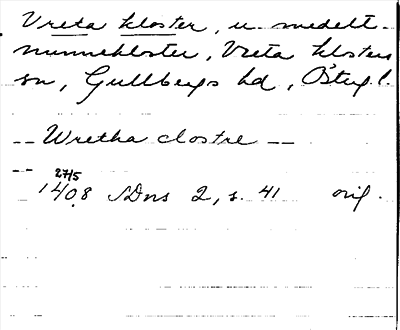 Vreta kloster, u. medelt.
nunnekloster, Vreta klosters
sn, Gullbergs hd, Östergl.
-- Wretha clostre --
--
27/5
1408 SDns 2, s. 41 orig.